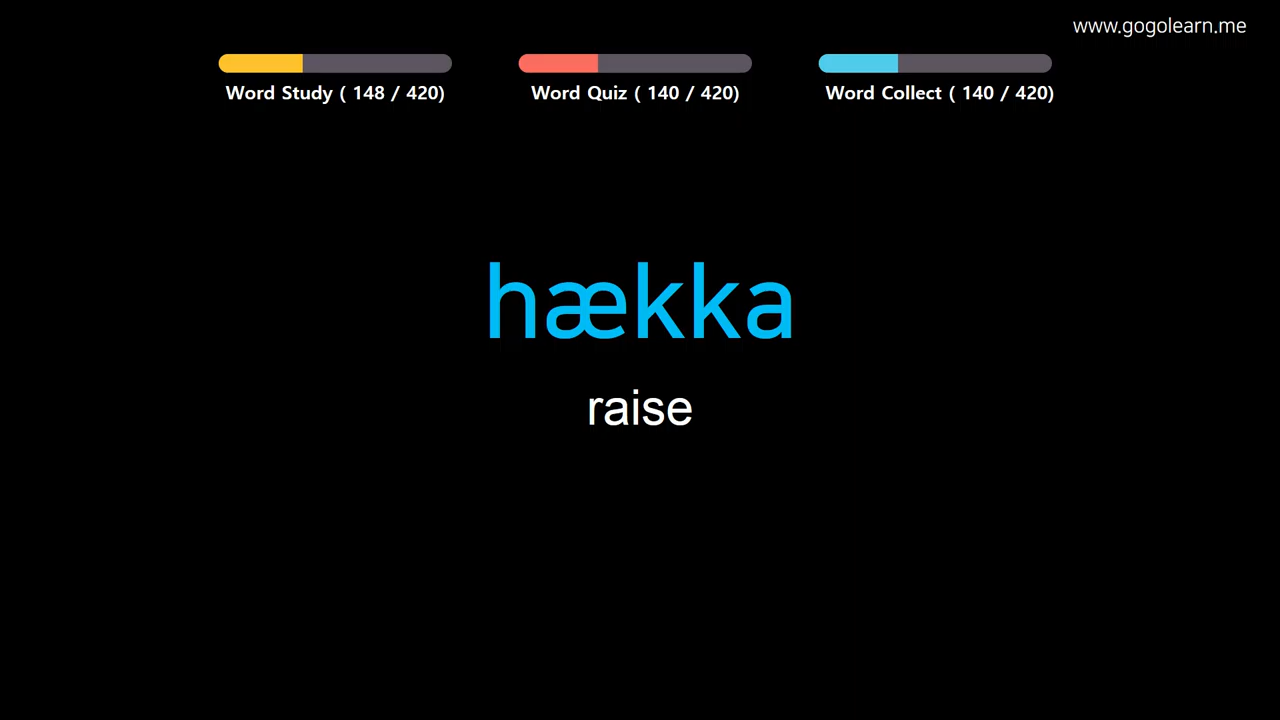 www.gogolearn.me
Word Study ( 148 / 420)
Word Quiz ( 140 / 420)
Word Collect ( 140 / 420)
hækka
raise